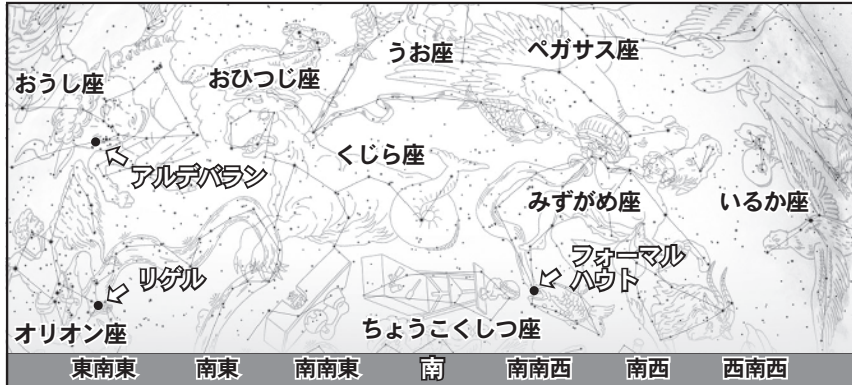 うお座
ペガサス座
おうし座
おひつじ座
くじら座
アルデバラン
みずがめ座
いるか座
フォーマル
ハウト
リゲル
オリオン座
ちょうこくしつ座
東南東 南東 南南東 南 南南西 南西 西南西